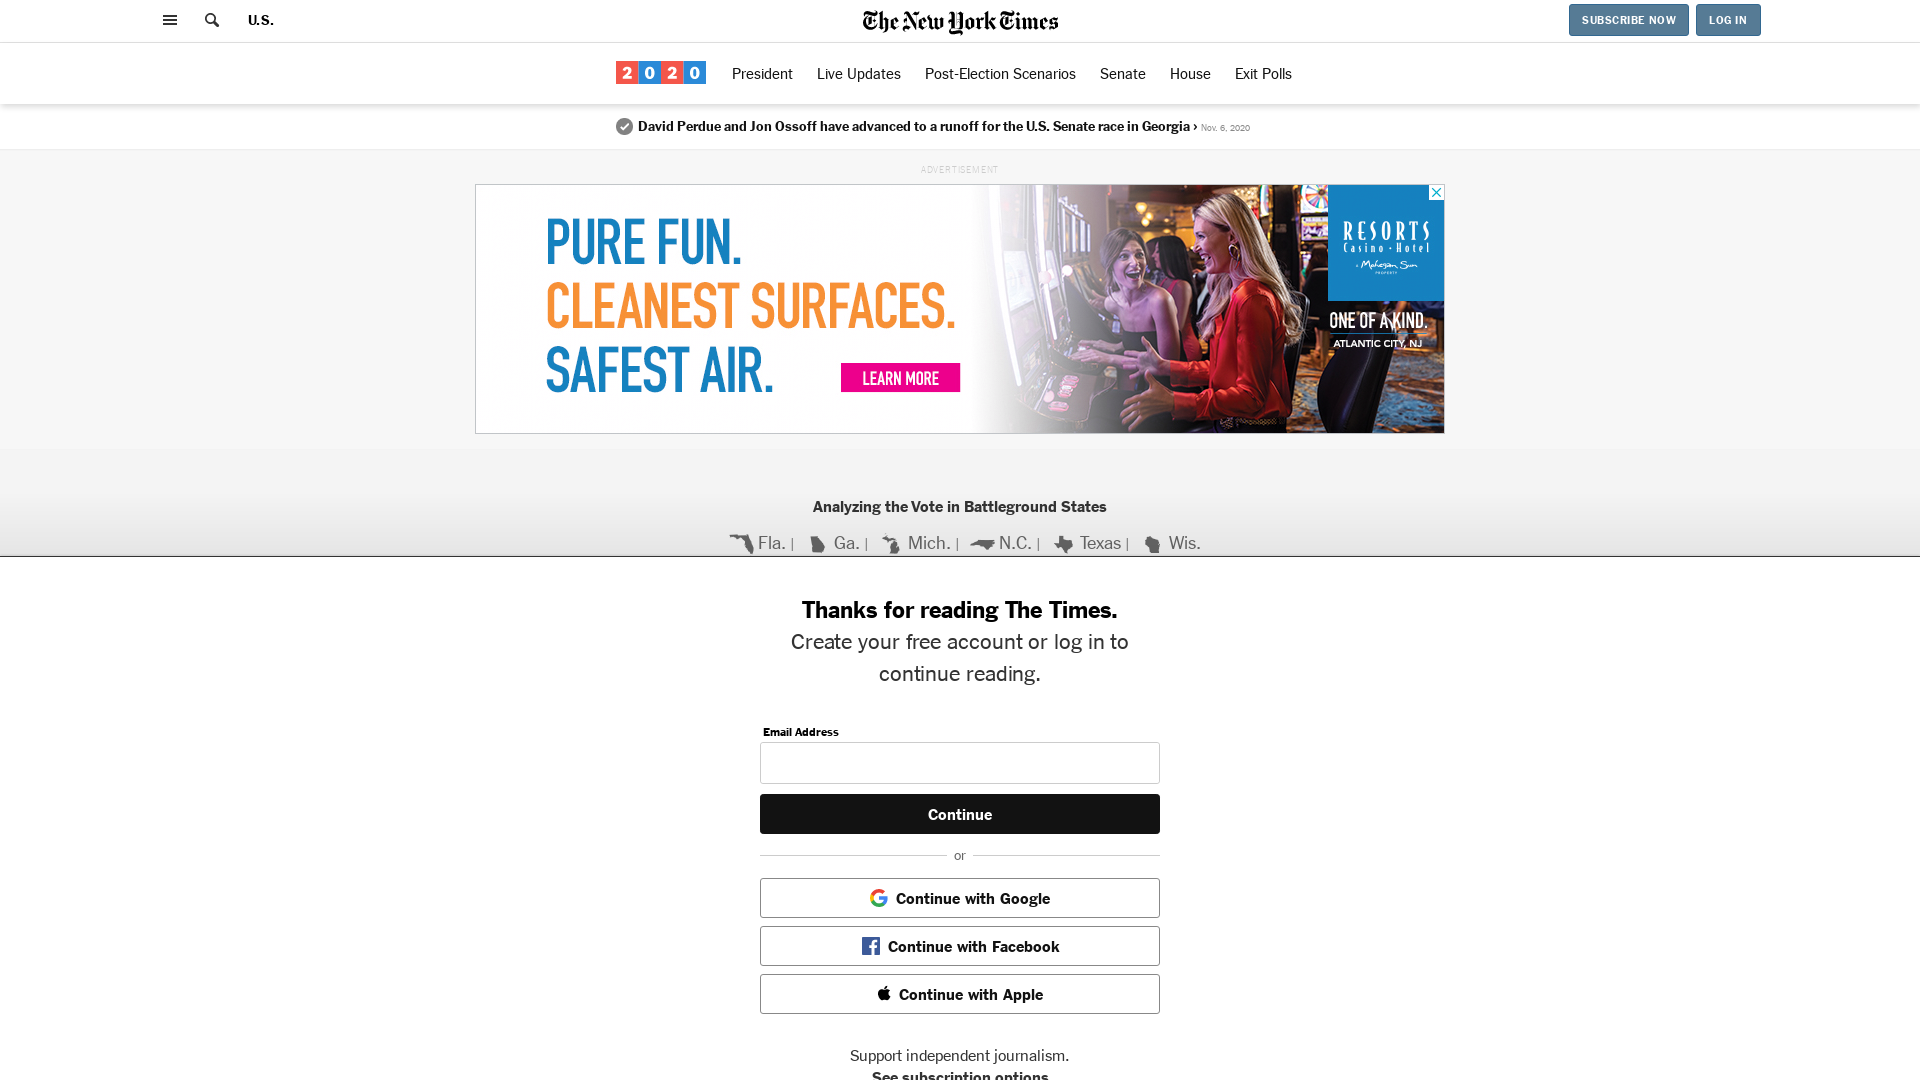 U.S.
The New York Times
SUBSCRIBE NOW
LOG IN
2020
President
Live Updates
Post-Election Scenarios
Senate
House
Exit Polls
David Perdue and Jon Ossoff have advanced to a runoff for the U.S. Senate race in Georgia › Nov. 6, 2020
ADVERTISEMENT
PURE FUN.
CLEANEST SURFACES.
SAFEST AIR.
LEARN MORE
RESORTS
Casino • Hotel
a Mohegan Sun
PROPERTY
ONE OF A KIND.
ATLANTIC CITY, NJ
Analyzing the Vote in Battleground States
Fla. | Ga. | Mich. | N.C. | Texas | Wis.
Thanks for reading The Times.
Create your free account or log in to
continue reading.
Email Address
Continue
or
Continue with Google
Continue with Facebook
Continue with Apple
Support independent journalism.
See subscription options